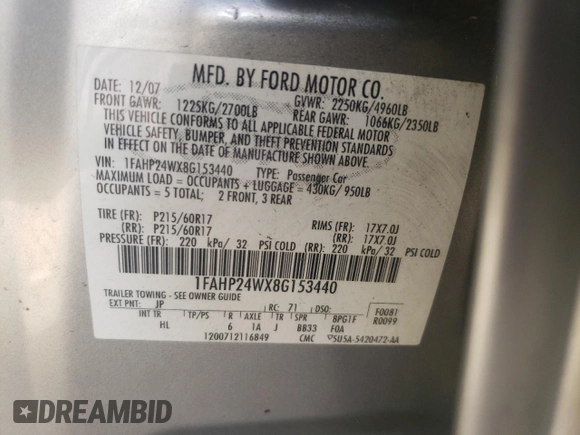 MFD. BY FORD MOTOR CO.
DATE: 12/07 GVWR: 2250KG/4960LB
FRONT GAWR: 1225KG/2700LB REAR GAWR: 1066KG/2350LB
THIS VEHICLE CONFORMS TO ALL APPLICABLE FEDERAL MOTOR
VEHICLE SAFETY, BUMPER, AND THEFT PREVENTION STANDARDS
IN EFFECT ON THE DATE OF MANUFACTURE SHOWN ABOVE.
VIN: 1FAHP24WX8G153440 TYPE: Passenger Car
MAXIMUM LOAD = OCCUPANTS + LUGGAGE = 430KG/ 950LB
OCCUPANTS = 5 TOTAL; 2 FRONT, 3 REAR
TIRE (FR): P215/60R17 RIMS (FR): 17X7.0J
(RR): P215/60R17 (RR): 17X7.0J
PRESSURE (FR): 220 kPa/ 32 PSI COLD (RR) 220 kPa/ 32 PSI COLD
1FAHP24WX8G153440
TRAILER TOWING - SEE OWNER GUIDE
EXT PNT: JP RC: 71 DSO: F0081
R0099
INT TR TP/PS R AXLE TR SPR 8PG1F
HL 6 1A J BB33 F0A
1200712116849 CMC 5U5A-5420472-AA
DREAMBID
DREAMBID